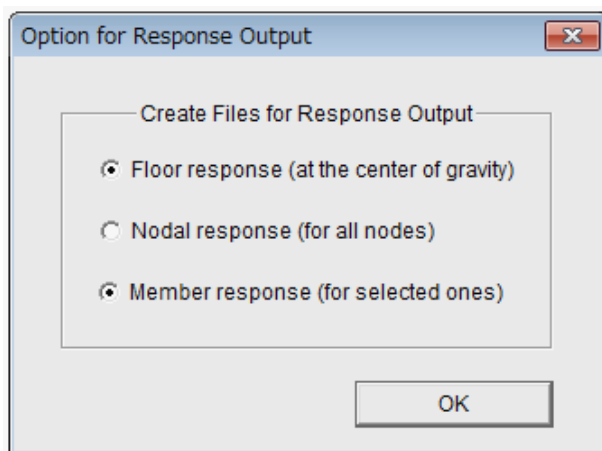 Option for Response Output
Create Files for Response Output
Floor response (at the center of gravity)
Nodal response (for all nodes)
Member response (for selected ones)
OK